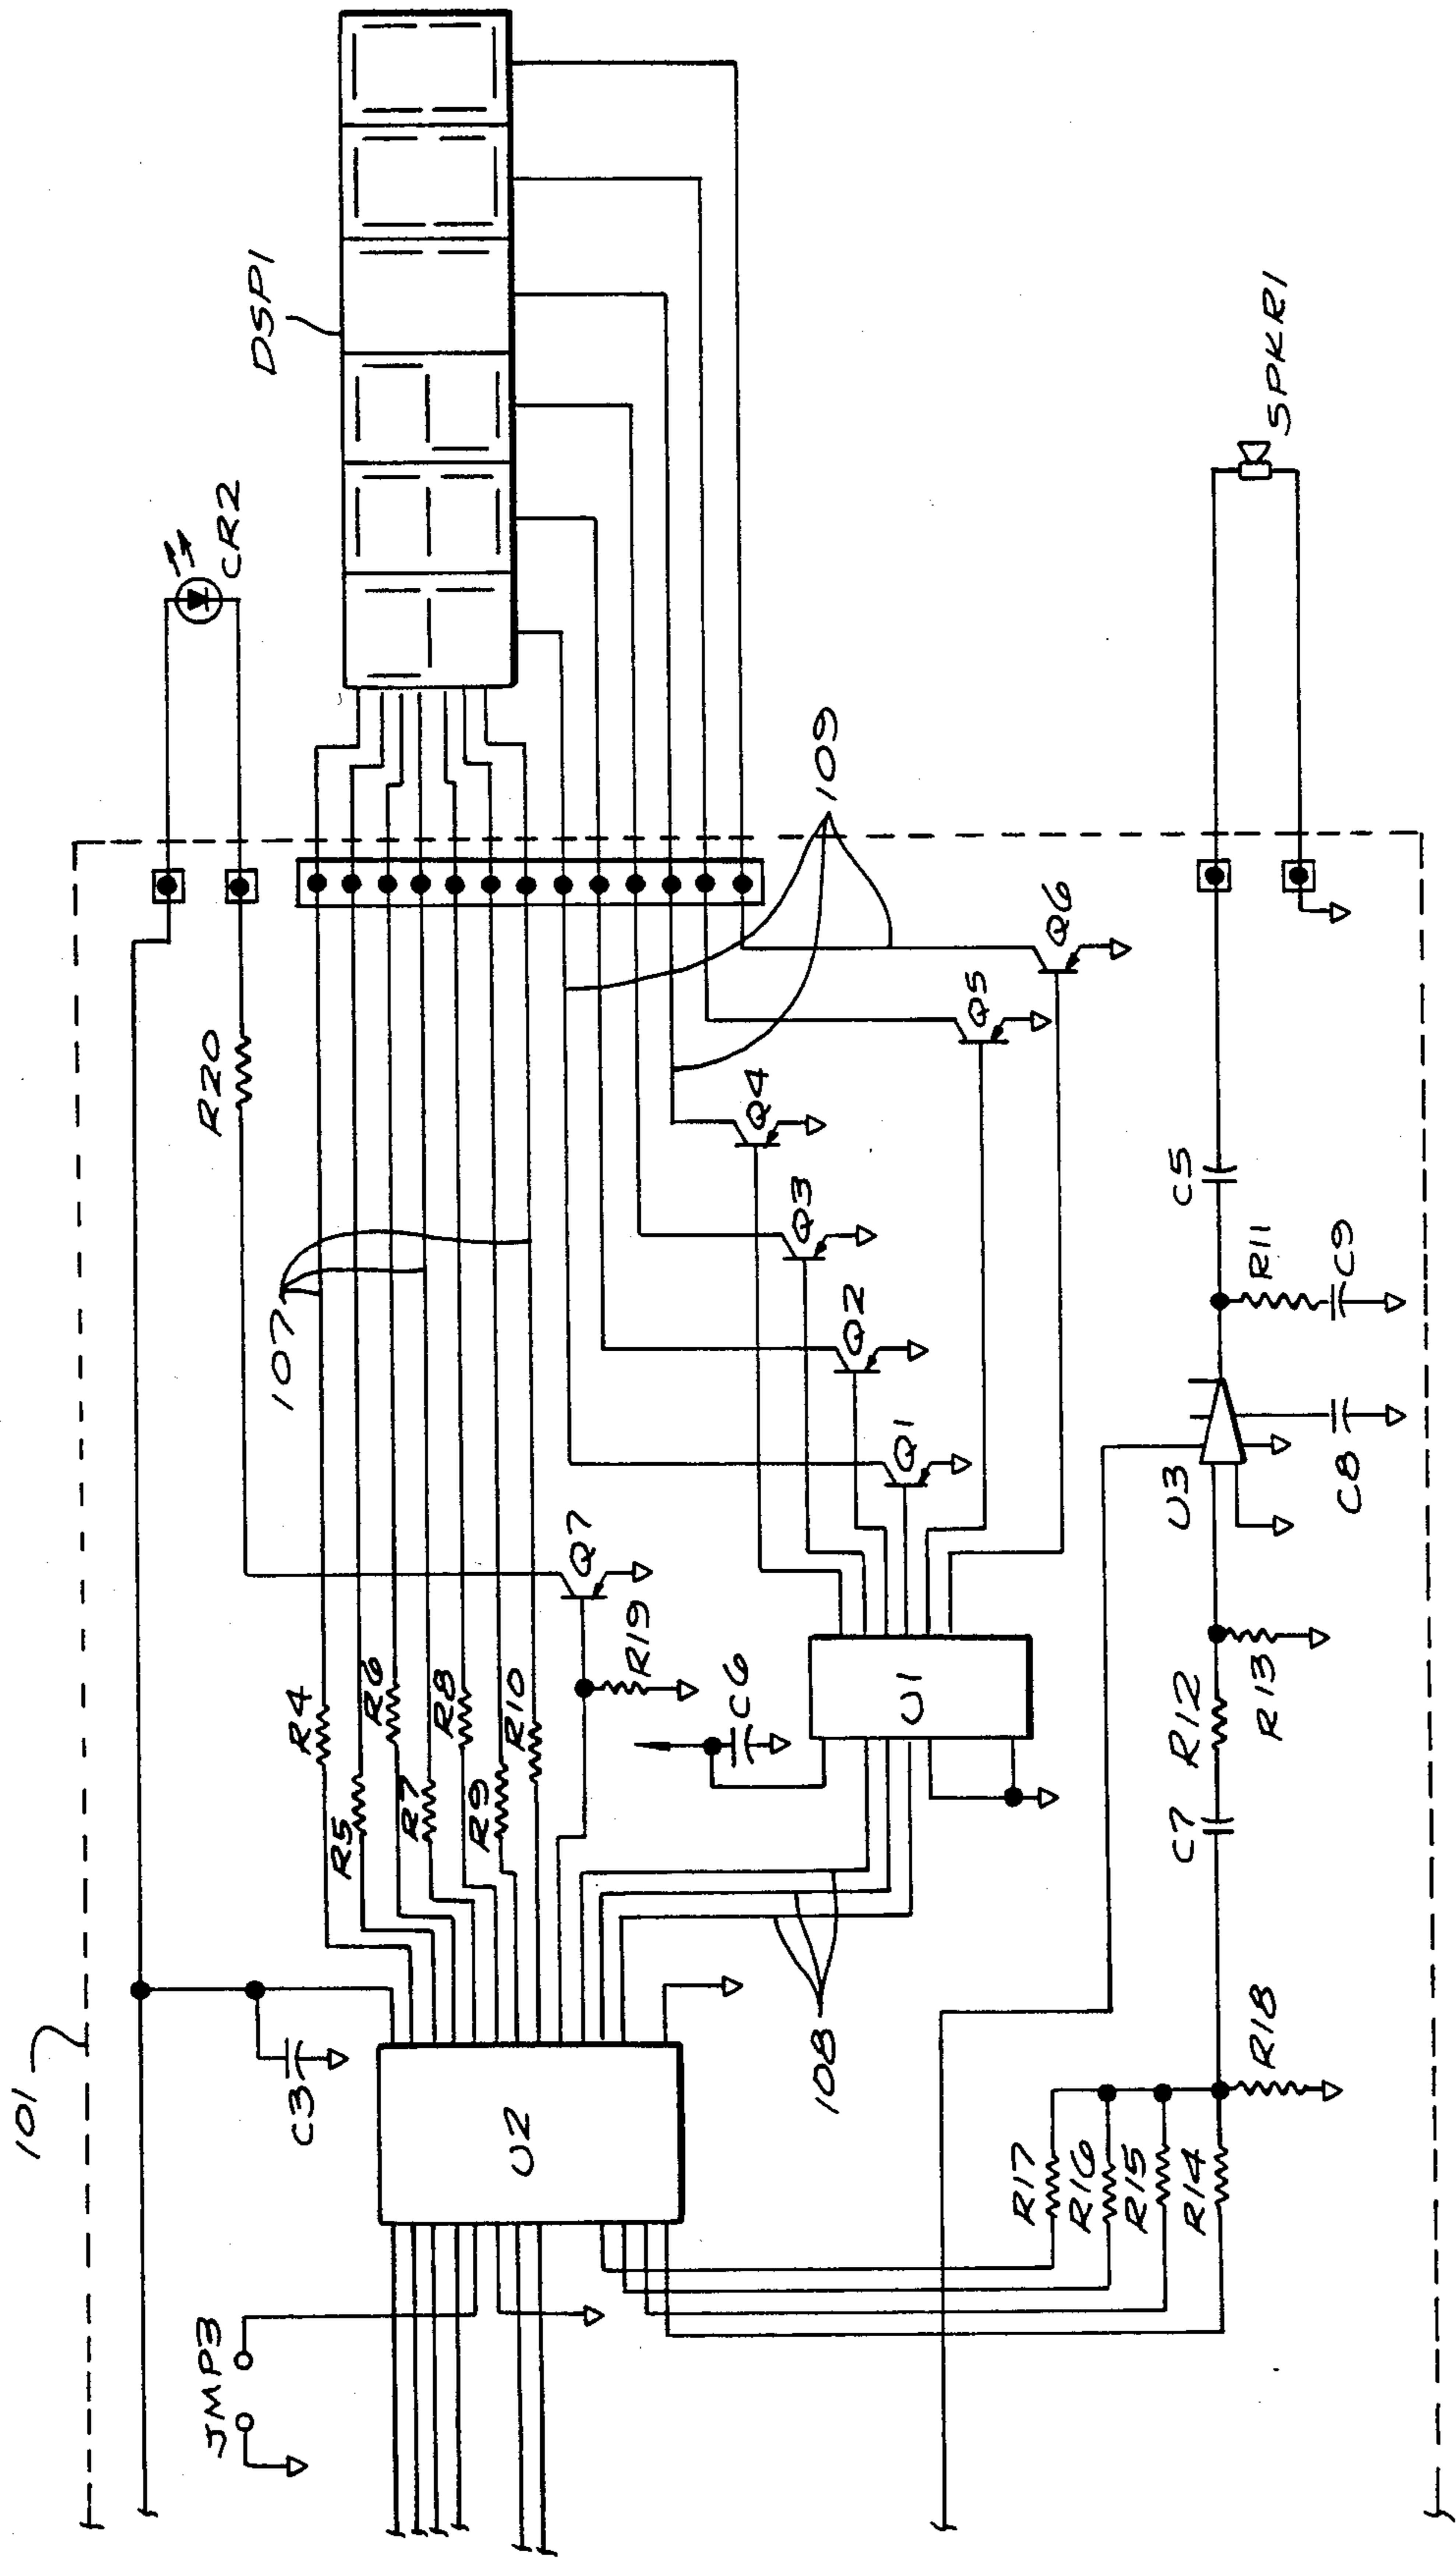 101
JMP3
C3
R20
CR2
DSP1
107
R4
R5
R6
R7
R8
R9
R10
432100
U2
Q7
R19
C6
109
108
U1
Q1
Q2
Q3
Q4
Q5
Q6
R17
R16
R15
R14
R18
C7
R12
R13
U3
C8
R11
C9
C5
SPKR1